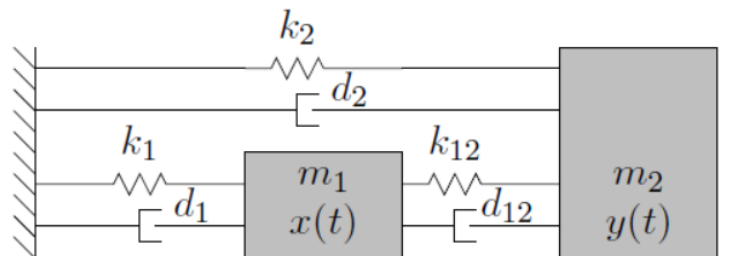 k₂
d₂
k₁ m₁ k₁₂ m₂
d₁ x(t) d₁₂ y(t)